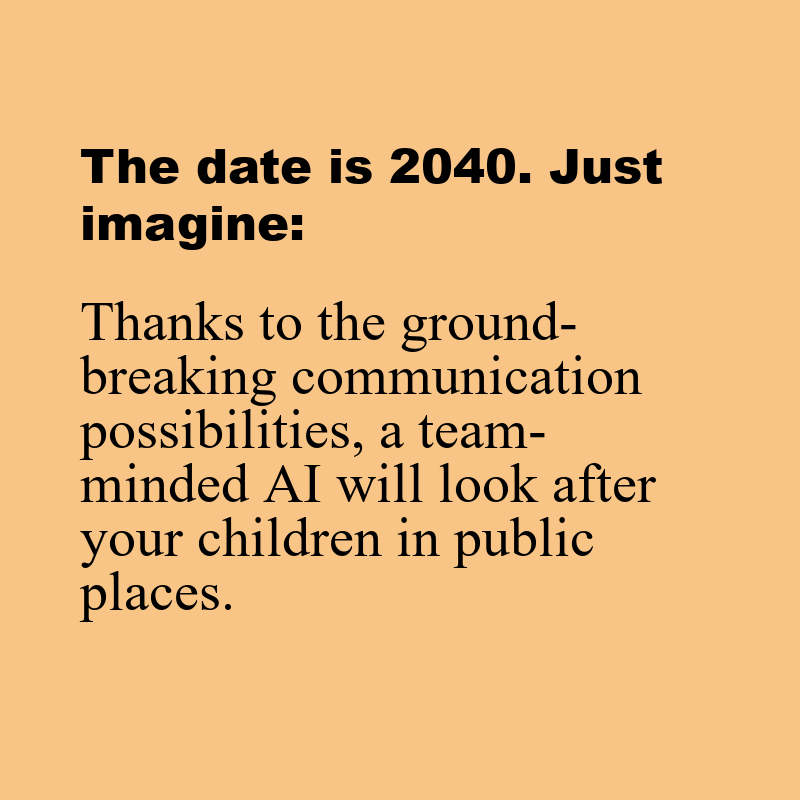 The date is 2040. Just
imagine:
Thanks to the ground-
breaking communication
possibilities, a team-
minded AI will look after
your children in public
places.